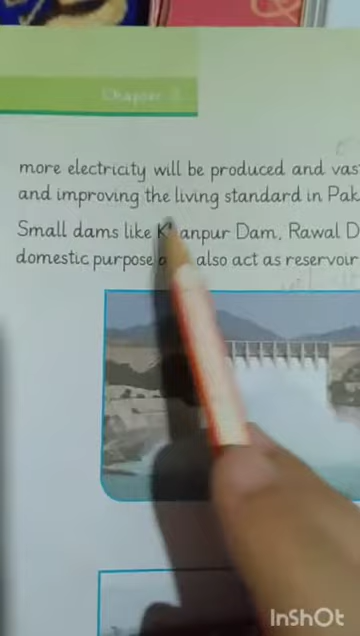 Chapter
more electricity will be produced and vas
and improving the living standard in Pak
Small dams like K anpur Dam, Rawal D
domestic purpose a also act as reservoir
InShOt